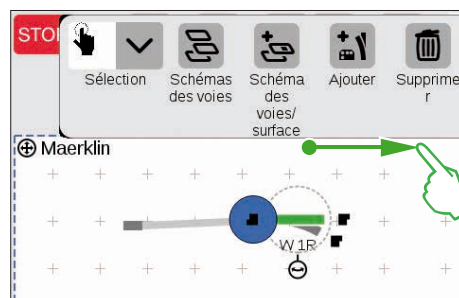 STO
Sélection
Schémas
des voies
Schéma
des
voies/
surface
Ajouter
Supprime
r
Maerklin
W 1R